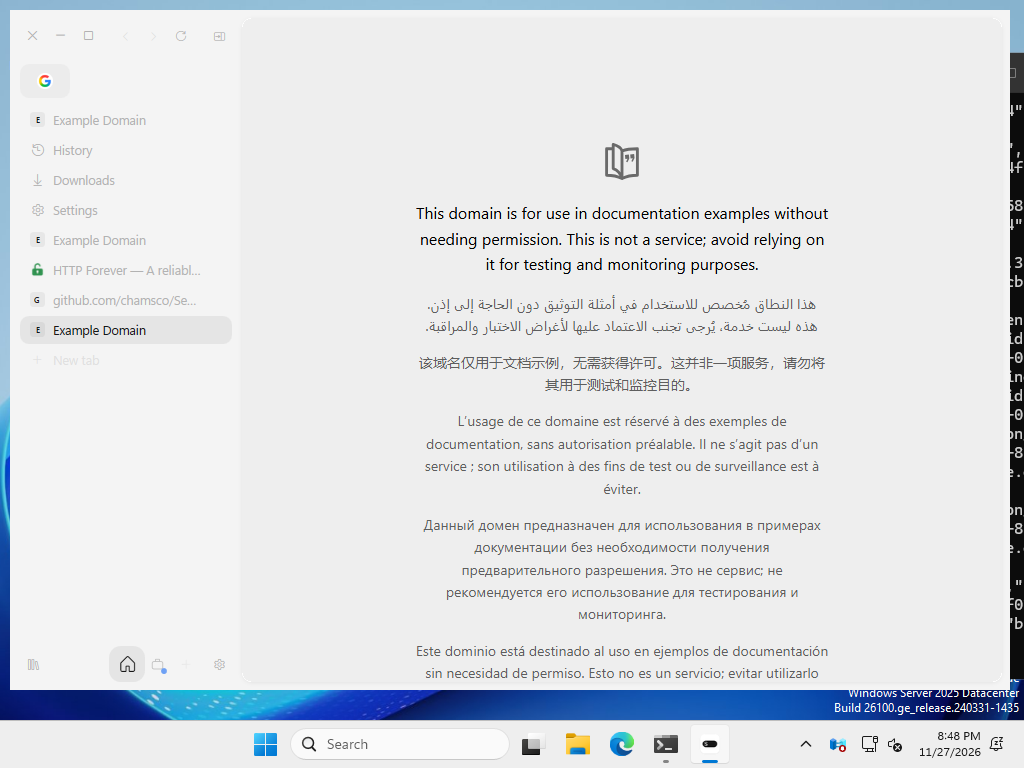 Example Domain
History
Downloads
Settings
Example Domain
HTTP Forever — A reliabl...
github.com/chamsco/Se...
Example Domain
New tab
This domain is for use in documentation examples without
needing permission. This is not a service; avoid relying on
it for testing and monitoring purposes.
هذا النطاق مُخصص للاستخدام في أمثلة التوثيق دون الحاجة إلى إذن.
هذه ليست خدمة، يُرجى تجنب الاعتماد عليها لأغراض الاختبار والمراقبة.
该域名仅用于文档示例，无需获得许可。这并非一项服务，请勿将
其用于测试和监控目的。
L’usage de ce domaine est réservé à des exemples de
documentation, sans autorisation préalable. Il ne s’agit pas d’un
service ; son utilisation à des fins de test ou de surveillance est à
éviter.
Данный домен предназначен для использования в примерах
документации без необходимости получения
предварительного разрешения. Это не сервис; не
рекомендуется его использование для тестирования и
мониторинга.
Este dominio está destinado al uso en ejemplos de documentación
sin necesidad de permiso. Esto no es un servicio; evitar utilizarlo
Windows Server 2025 Datacenter
Build 26100.ge_release.240331-1435
Search
8:48 PM
11/27/2026